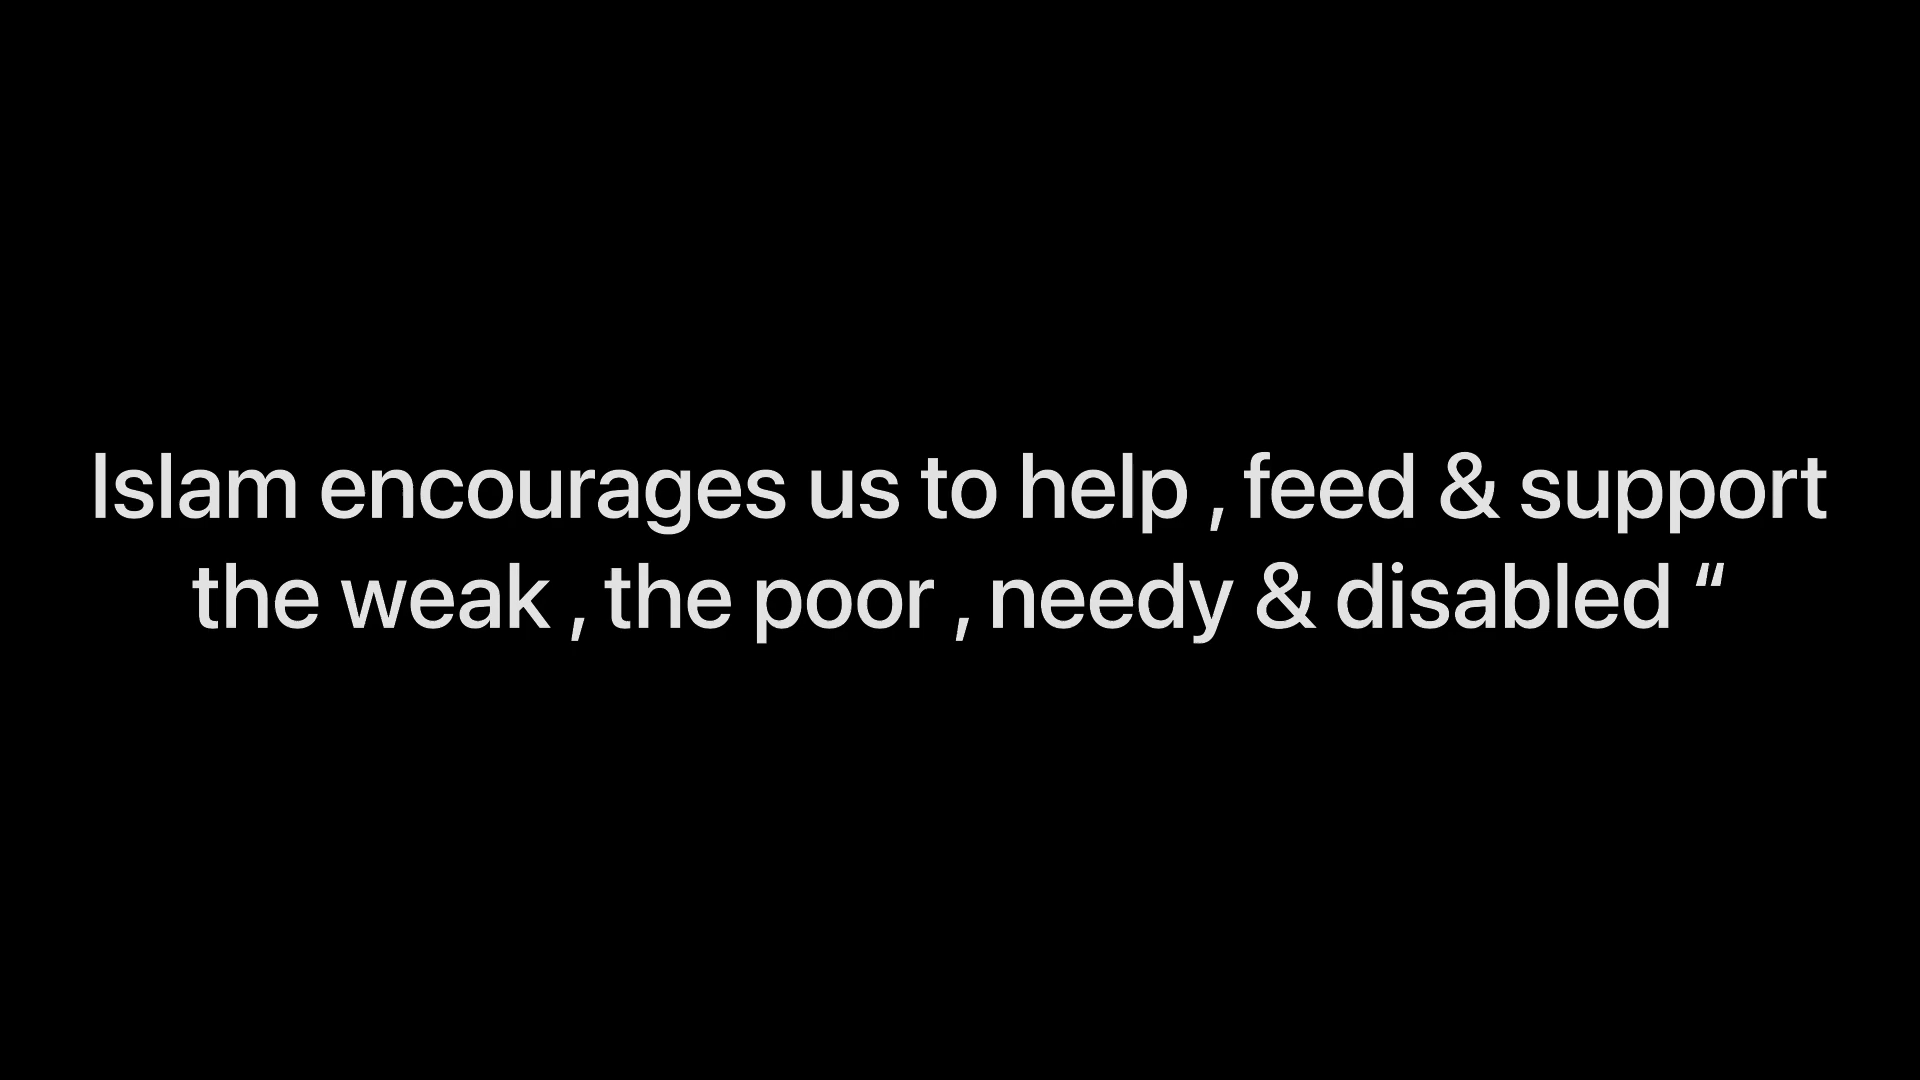 Islam encourages us to help , feed & support
the weak , the poor , needy & disabled “